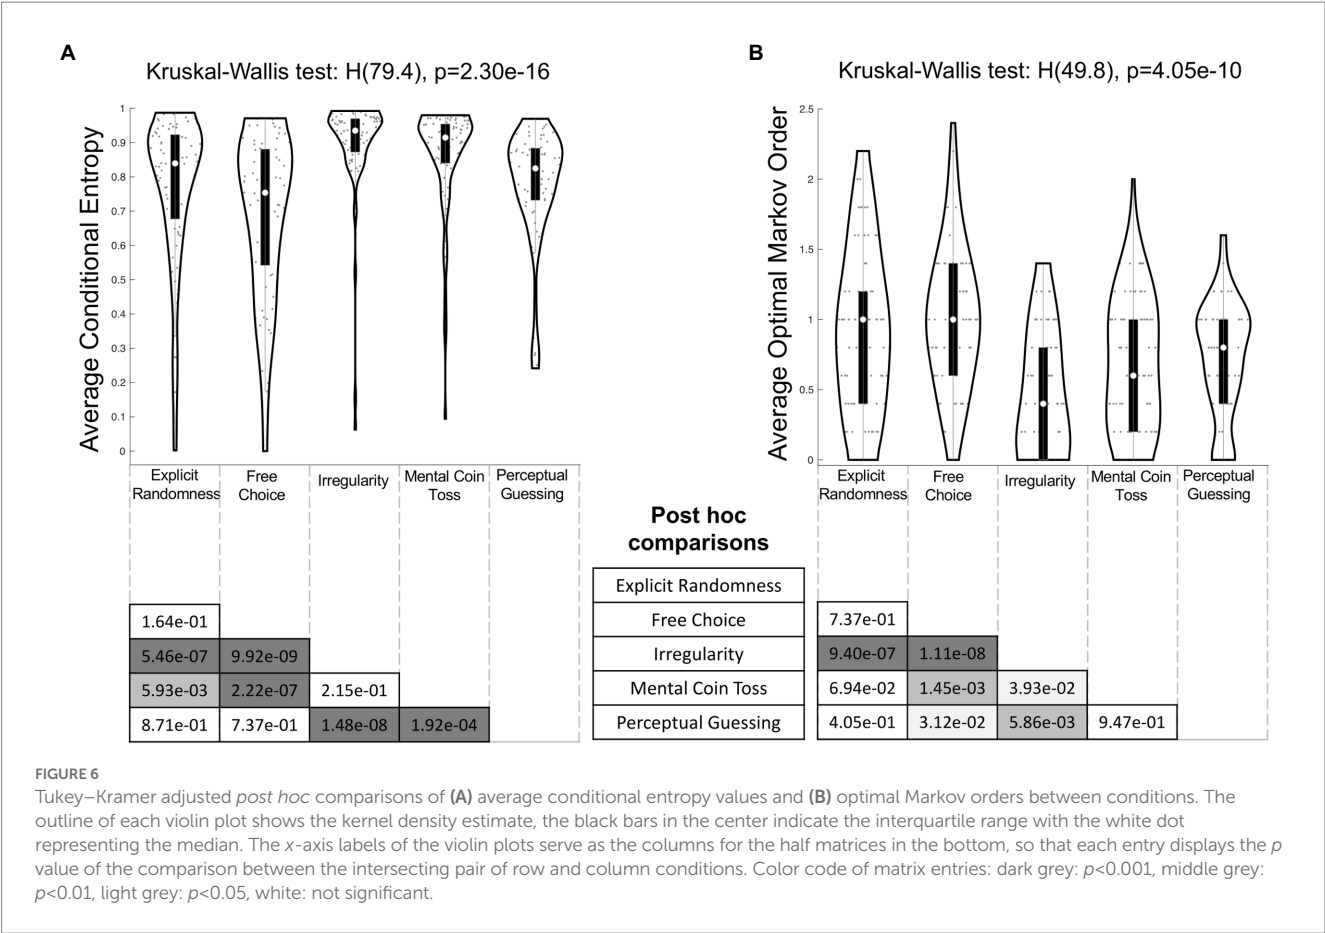 A
Kruskal-Wallis test: H(79.4), p=2.30e-16
Average Conditional Entropy
1
0.9
0.8
0.7
0.6
0.5
0.4
0.3
0.2
0.1
0
Explicit Randomness
Free Choice
Irregularity
Mental Coin Toss
Perceptual Guessing
1.64e-01
5.46e-07 9.92e-09
5.93e-03 2.22e-07 2.15e-01
8.71e-01 7.37e-01 1.48e-08 1.92e-04
Post hoc
comparisons
Explicit Randomness
Free Choice
Irregularity
Mental Coin Toss
Perceptual Guessing
B
Kruskal-Wallis test: H(49.8), p=4.05e-10
Average Optimal Markov Order
2.5
2
1.5
1
0.5
0
Explicit Randomness
Free Choice
Irregularity
Mental Coin Toss
Perceptual Guessing
7.37e-01
9.40e-07 1.11e-08
6.94e-02 1.45e-03 3.93e-02
4.05e-01 3.12e-02 5.86e-03 9.47e-01
FIGURE 6
Tukey–Kramer adjusted post hoc comparisons of (A) average conditional entropy values and (B) optimal Markov orders between conditions. The
outline of each violin plot shows the kernel density estimate, the black bars in the center indicate the interquartile range with the white dot
representing the median. The x-axis labels of the violin plots serve as the columns for the half matrices in the bottom, so that each entry displays the p
value of the comparison between the intersecting pair of row and column conditions. Color code of matrix entries: dark grey: p<0.001, middle grey:
p<0.01, light grey: p<0.05, white: not significant.